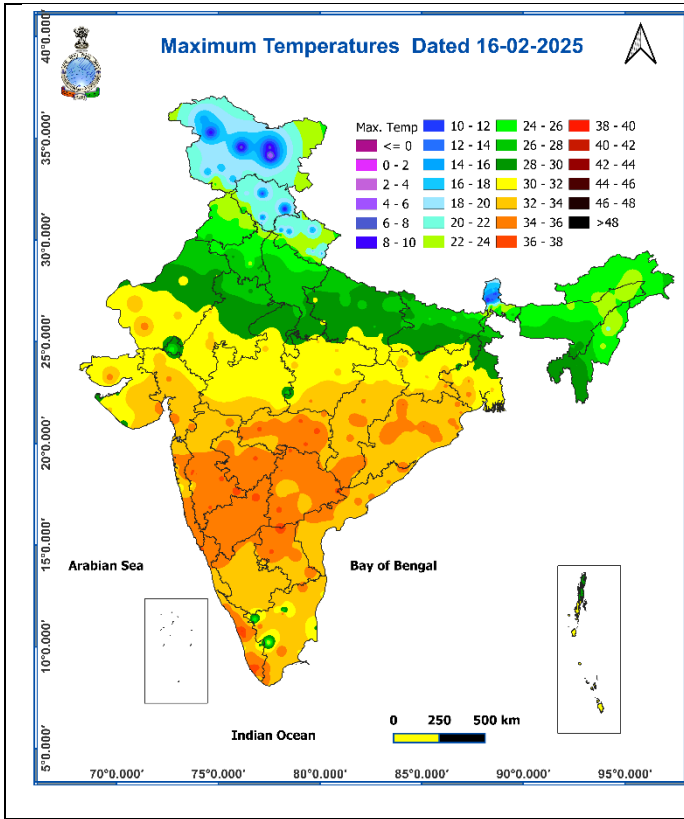 Maximum Temperatures Dated 16-02-2025
Max. Temp
<= 0
0 - 2
2 - 4
4 - 6
6 - 8
8 - 10
10 - 12
12 - 14
14 - 16
16 - 18
18 - 20
20 - 22
22 - 24
24 - 26
26 - 28
28 - 30
30 - 32
32 - 34
34 - 36
36 - 38
38 - 40
40 - 42
42 - 44
44 - 46
46 - 48
>48
40°0.000'
35°0.000'
30°0.000'
25°0.000'
20°0.000'
15°0.000'
10°0.000'
5°0.000'
Arabian Sea
Bay of Bengal
Indian Ocean
0 250 500 km
70°0.000' 75°0.000' 80°0.000' 85°0.000' 90°0.000' 95°0.000'